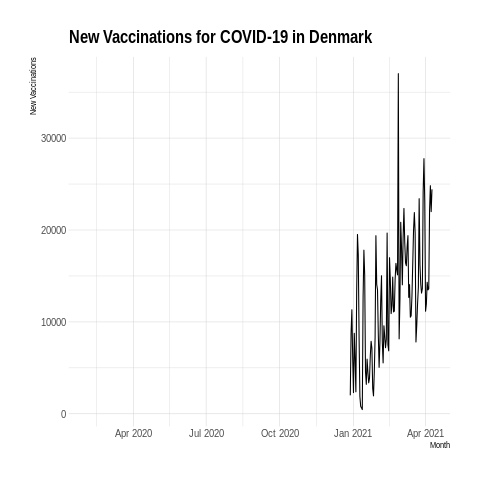 New Vaccinations for COVID-19 in Denmark
New Vaccinations
30000
20000
10000
0
Apr 2020 Jul 2020 Oct 2020 Jan 2021 Apr 2021
Month